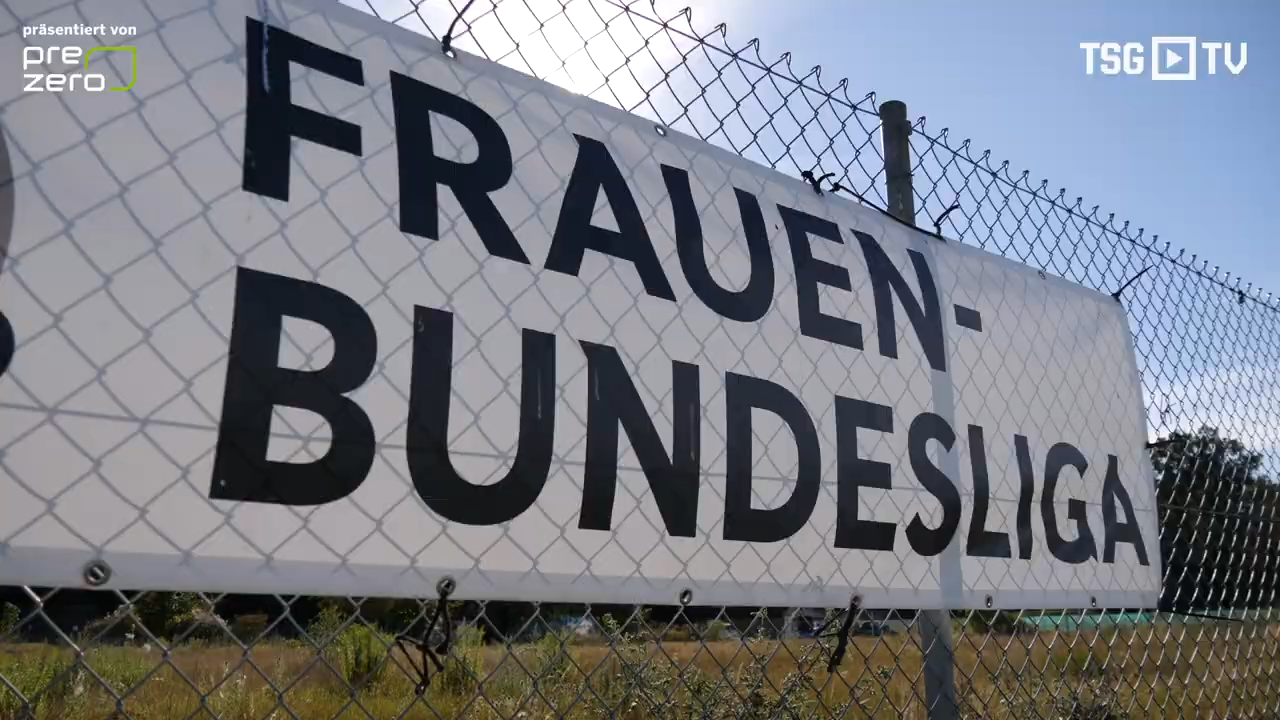 präsentiert von
pre
zero
TSG TV
FRAUEN-
BUNDESLIGA